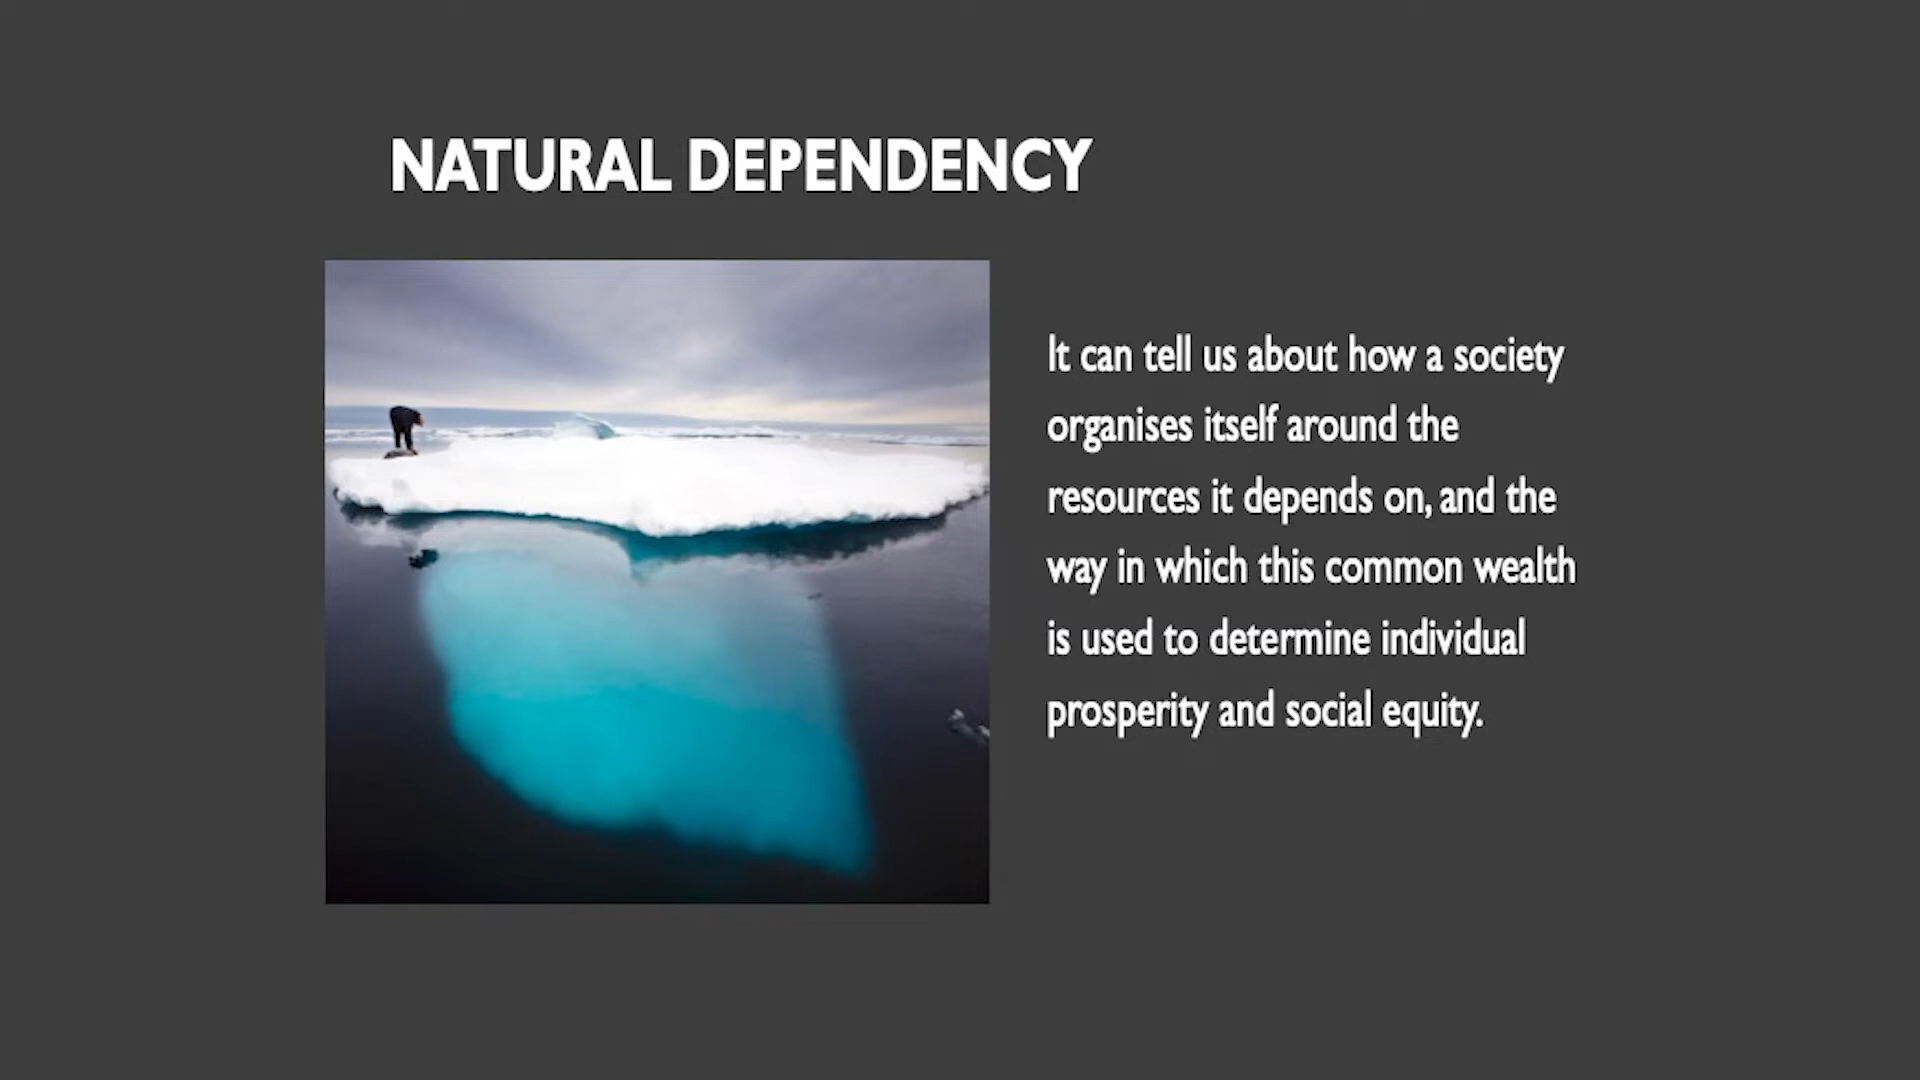 NATURAL DEPENDENCY
It can tell us about how a society
organises itself around the
resources it depends on, and the
way in which this common wealth
is used to determine individual
prosperity and social equity.